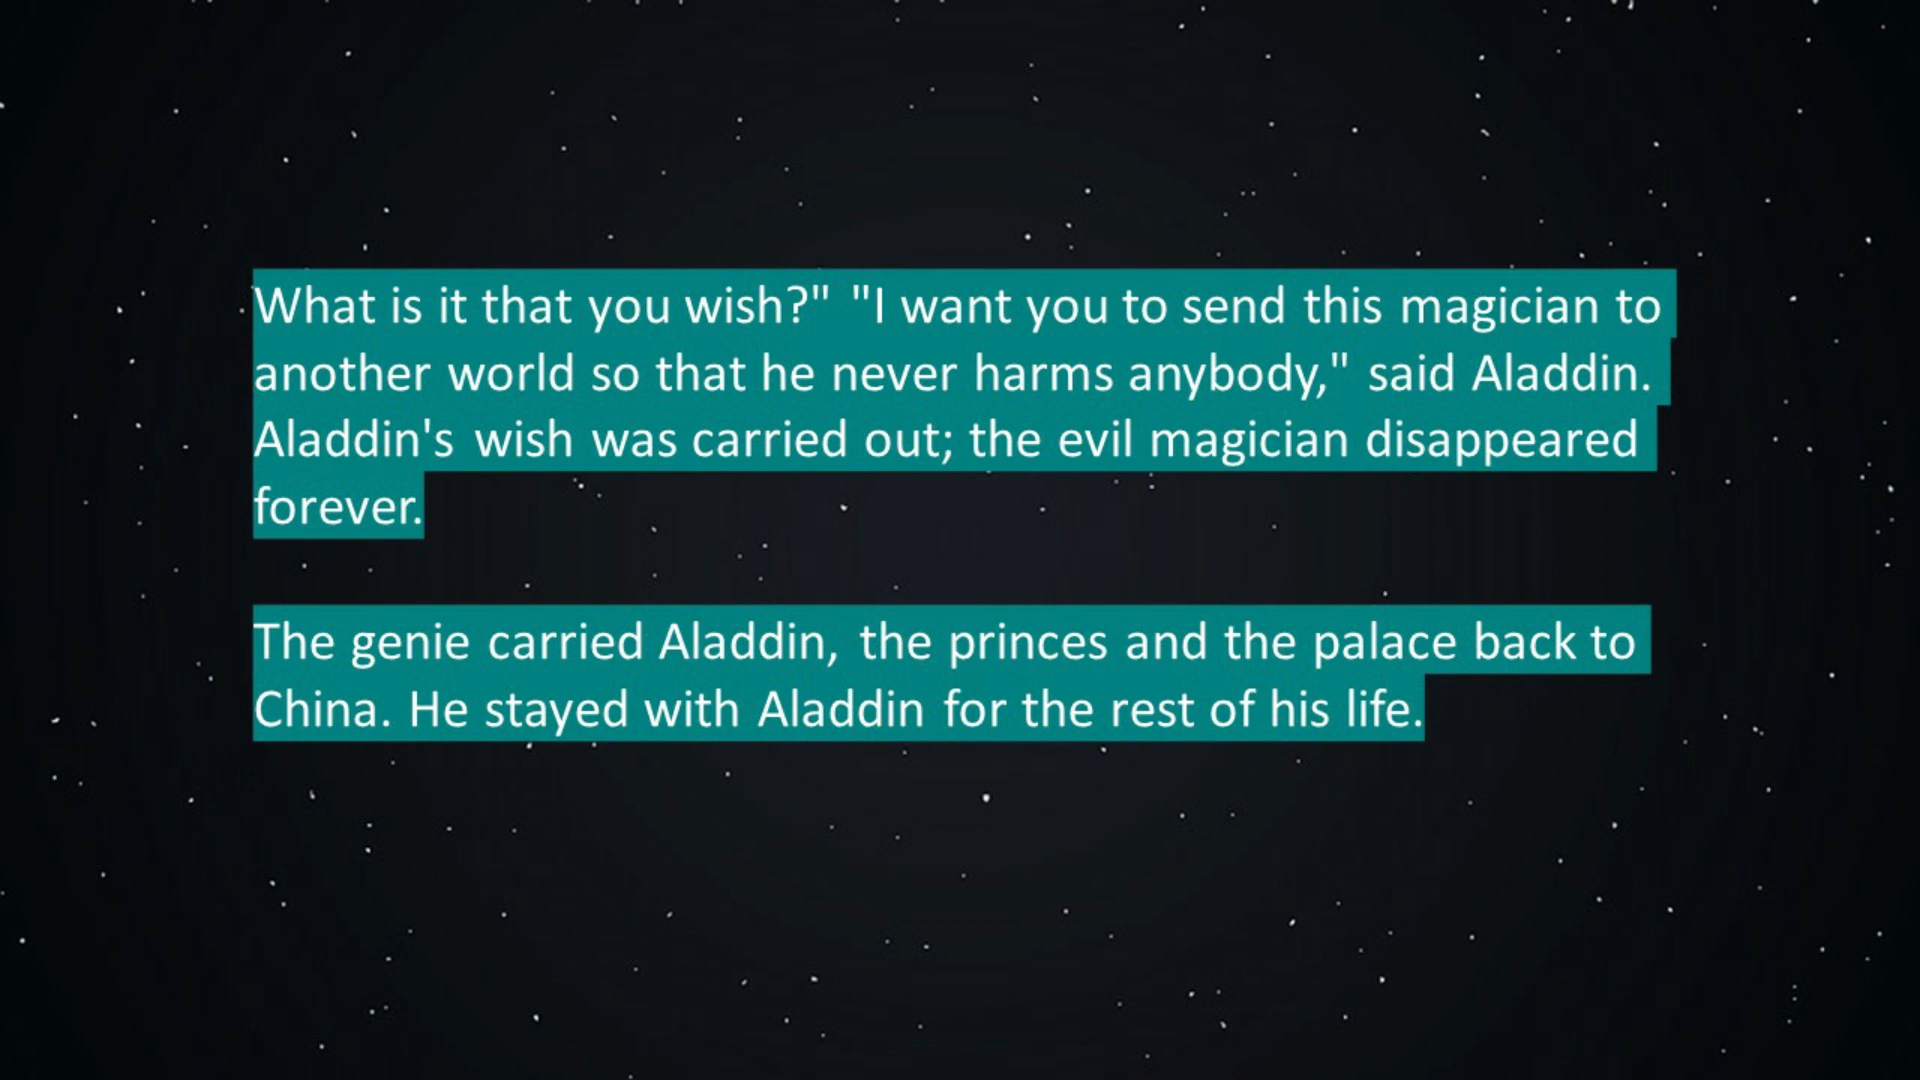 What is it that you wish?" "I want you to send this magician to
another world so that he never harms anybody," said Aladdin.
Aladdin's wish was carried out; the evil magician disappeared
forever.
The genie carried Aladdin, the princes and the palace back to
China. He stayed with Aladdin for the rest of his life.